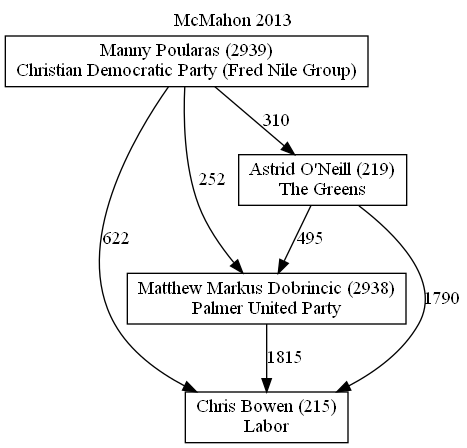 McMahon 2013
Manny Poularas (2939)
Christian Democratic Party (Fred Nile Group)
310
Astrid O'Neill (219)
The Greens
252
622
495
Matthew Markus Dobrincic (2938)
Palmer United Party
1790
1815
Chris Bowen (215)
Labor